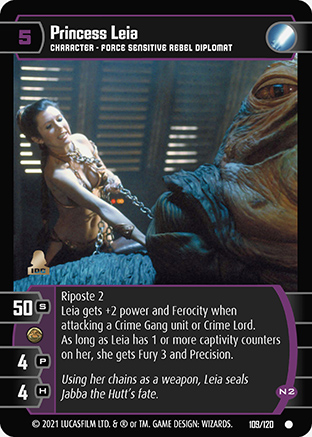 5
Princess Leia
CHARACTER - FORCE SENSITIVE REBEL DIPLOMAT
IDC
50 S
4 P
4 H
Riposte 2
Leia gets +2 power and Ferocity when
attacking a Crime Gang unit or Crime Lord.
As long as Leia has 1 or more captivity counters
on her, she gets Fury 3 and Precision.
Using her chains as a weapon, Leia seals
Jabba the Hutt's fate.
N2
© 2021 LUCASFILM LTD. & ® or TM. GAME DESIGN: WIZARDS.
109/120